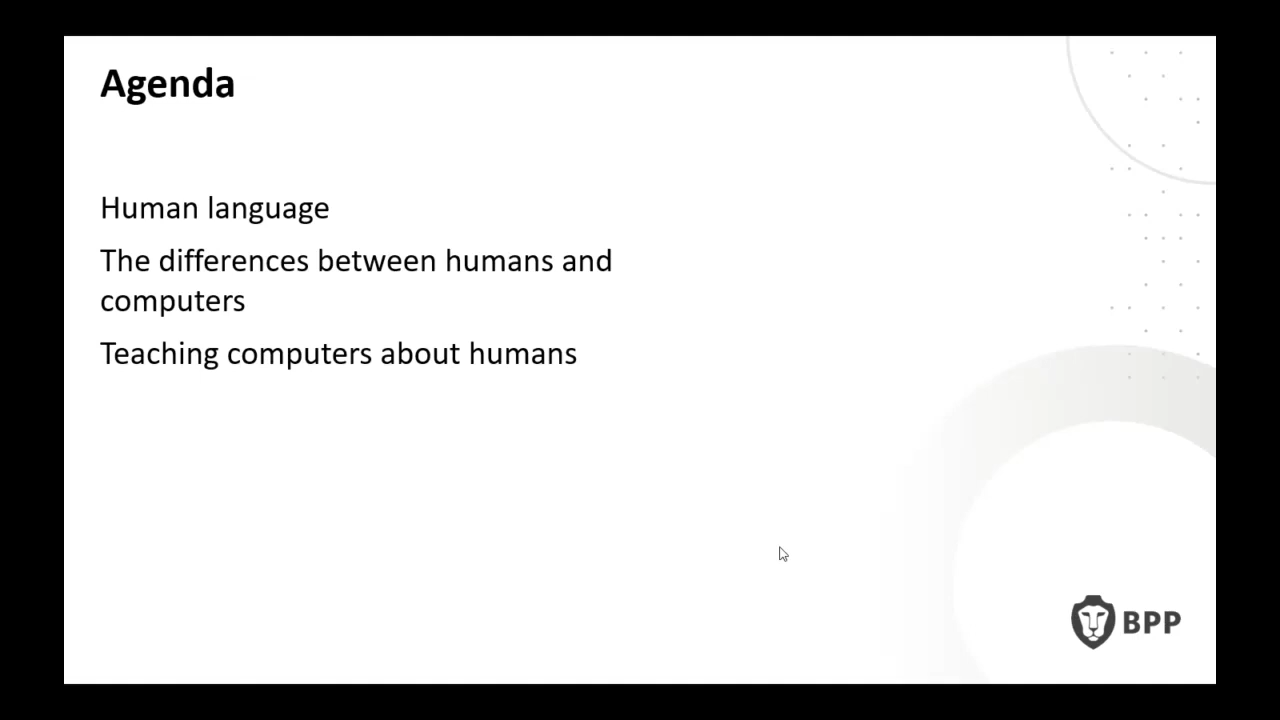 Agenda
Human language
The differences between humans and
computers
Teaching computers about humans
BPP